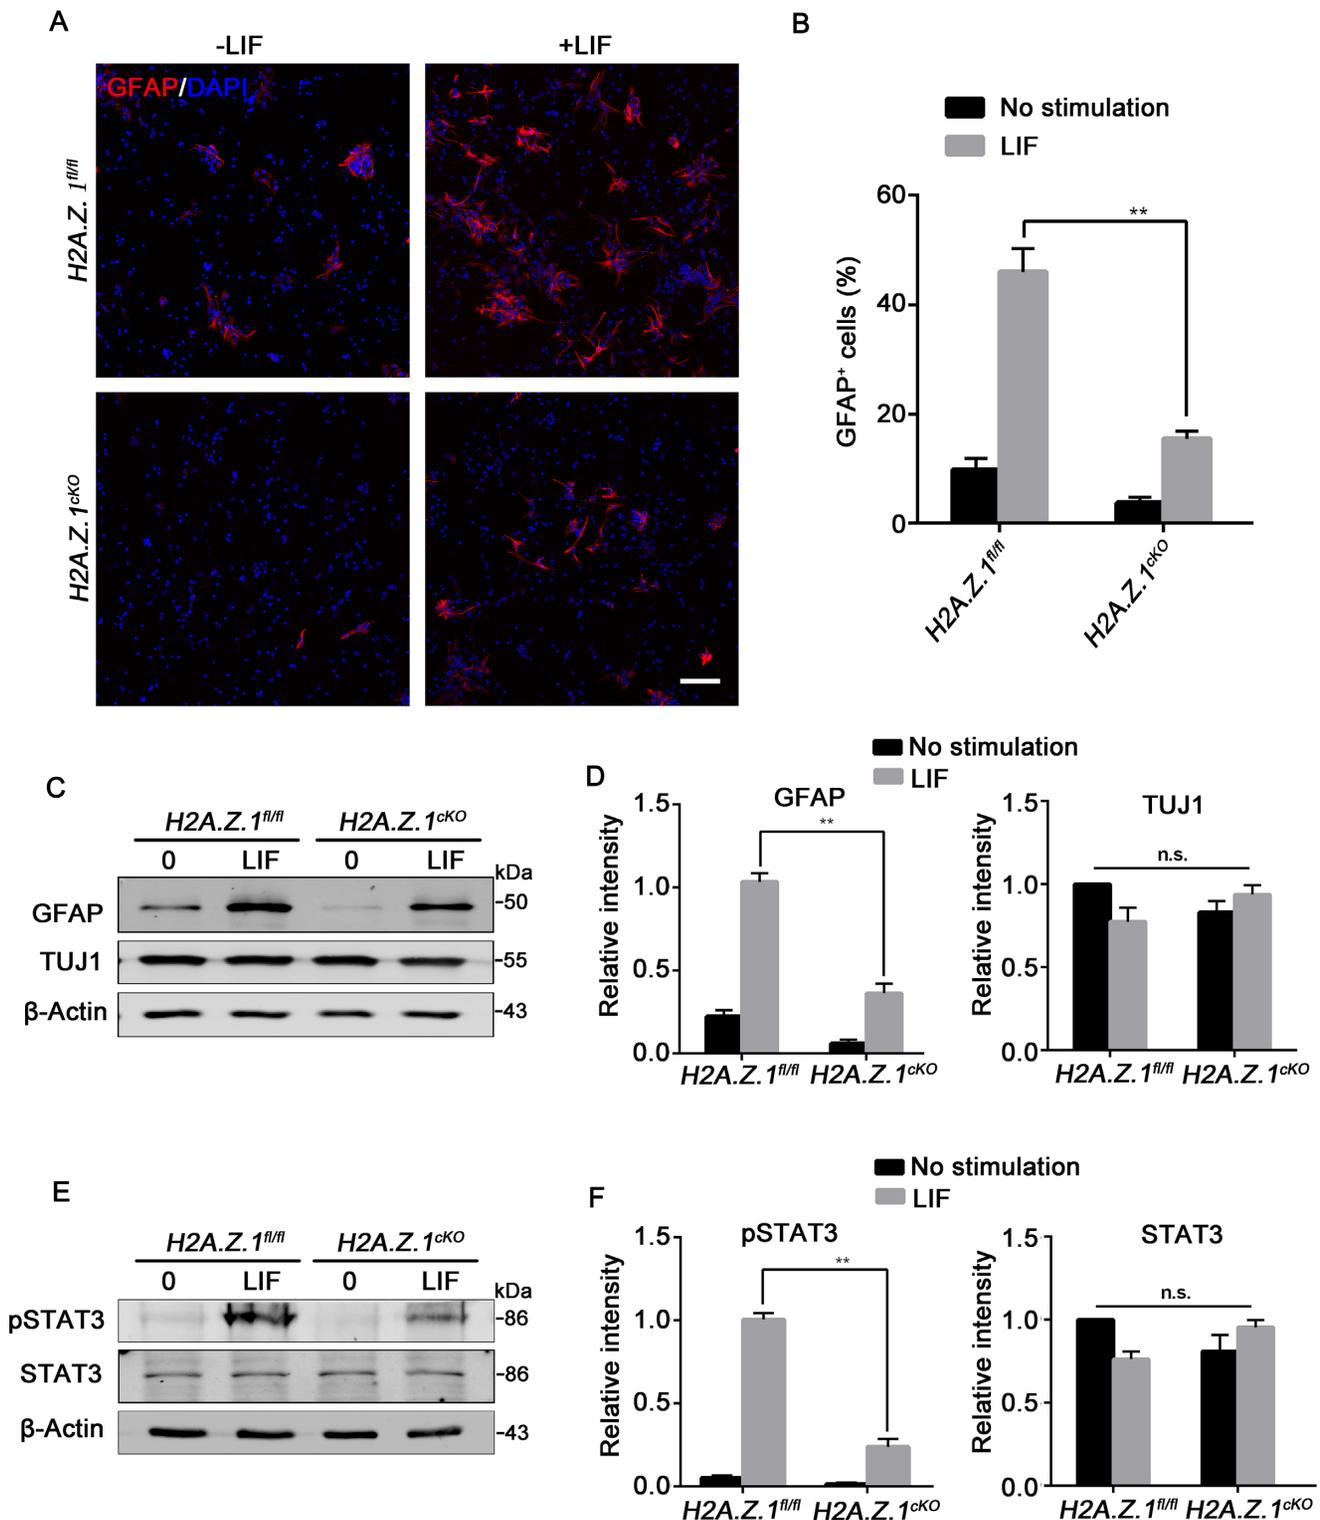 A
-LIF
+LIF
GFAP/DAPI
H2A.Z. 1fl/fl
H2A.Z.1cKO
B
No stimulation
LIF
60
40
20
0
GFAP+ cells (%)
**
H2A.Z.1fl/fl
H2A.Z.1cKO
C
H2A.Z.1fl/fl H2A.Z.1cKO
0 LIF 0 LIF
kDa
GFAP -50
TUJ1 -55
β-Actin -43
D
No stimulation
LIF
GFAP
1.5
1.0
0.5
0.0
Relative intensity
**
H2A.Z.1fl/fl H2A.Z.1cKO
TUJ1
1.5
1.0
0.5
0.0
Relative intensity
n.s.
H2A.Z.1fl/fl H2A.Z.1cKO
E
H2A.Z.1fl/fl H2A.Z.1cKO
0 LIF 0 LIF
kDa
pSTAT3 -86
STAT3 -86
β-Actin -43
F
No stimulation
LIF
pSTAT3
1.5
1.0
0.5
0.0
Relative intensity
**
H2A.Z.1fl/fl H2A.Z.1cKO
STAT3
1.5
1.0
0.5
0.0
Relative intensity
n.s.
H2A.Z.1fl/fl H2A.Z.1cKO